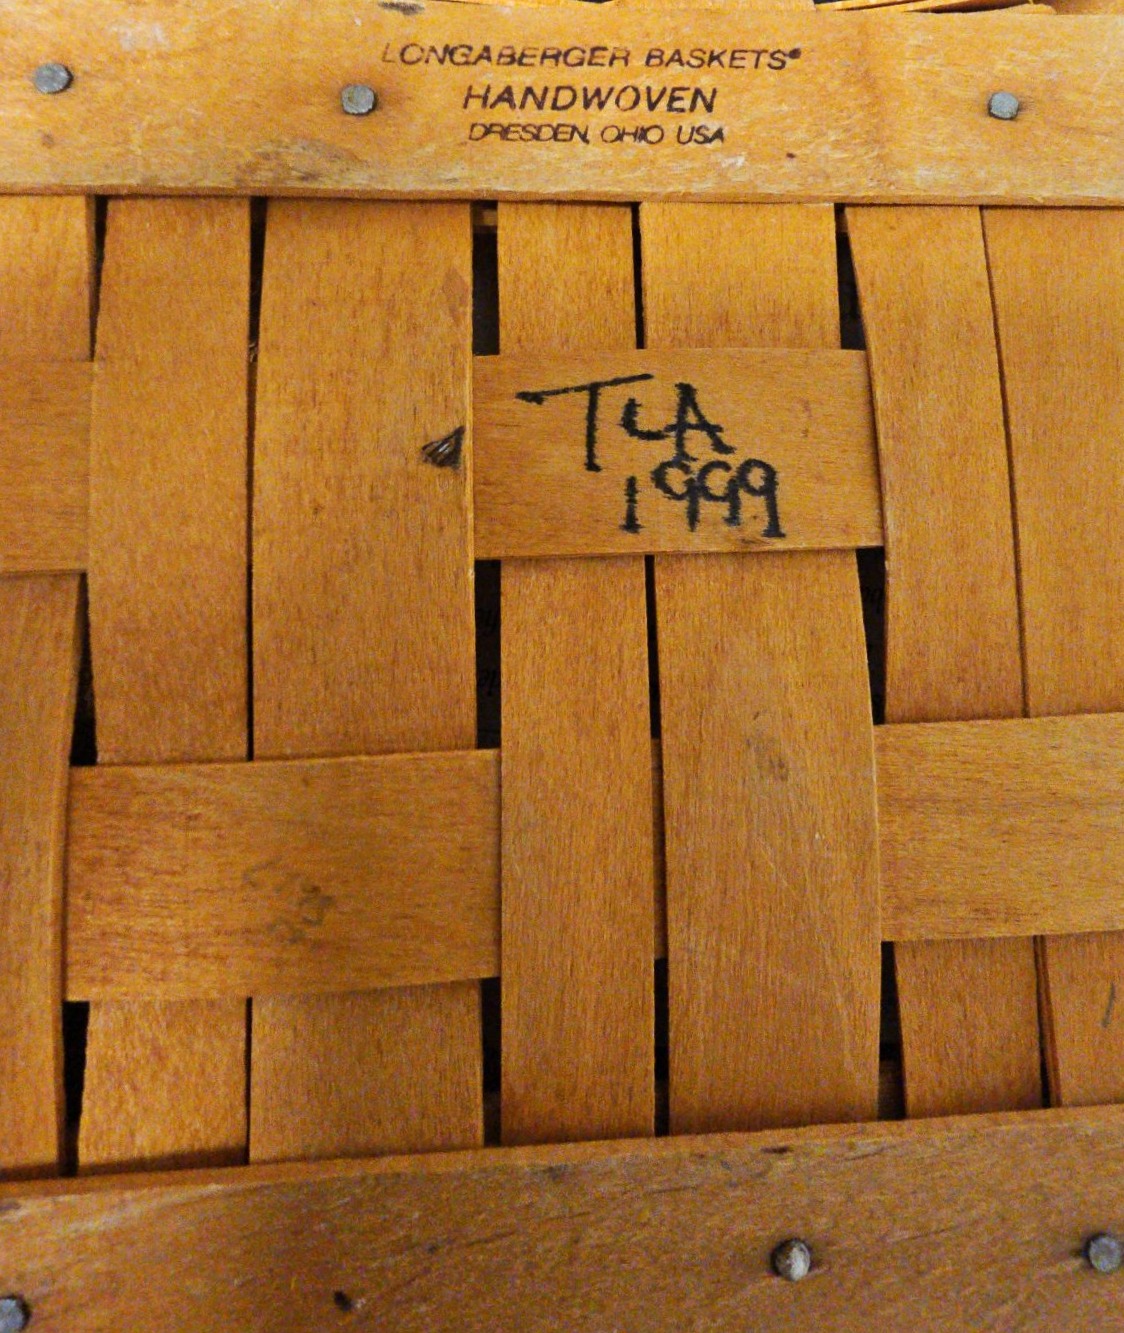 LONGABERGER BASKETS®
HANDWOVEN
DRESDEN, OHIO USA
TLA
1999